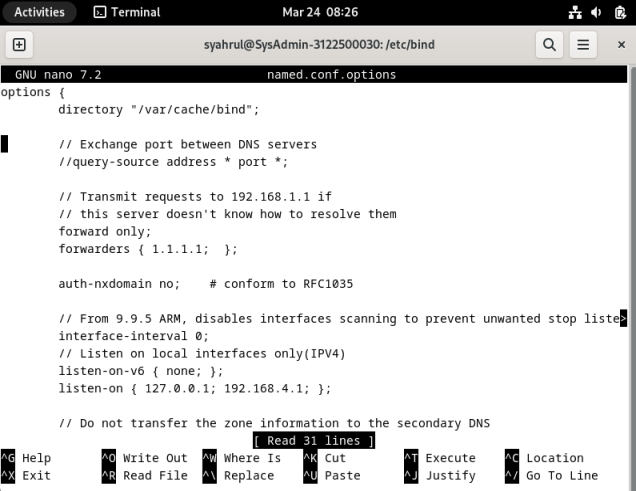 Activities Terminal Mar 24 08:26
syahrul@SysAdmin-3122500030: /etc/bind
GNU nano 7.2 named.conf.options
options {
directory "/var/cache/bind";
// Exchange port between DNS servers
//query-source address * port *;
// Transmit requests to 192.168.1.1 if
// this server doesn't know how to resolve them
forward only;
forwarders { 1.1.1.1;  };
auth-nxdomain no;    # conform to RFC1035
// From 9.9.5 ARM, disables interfaces scanning to prevent unwanted stop liste>
interface-interval 0;
// Listen on local interfaces only(IPV4)
listen-on-v6 { none; };
listen-on { 127.0.0.1; 192.168.4.1; };
// Do not transfer the zone information to the secondary DNS
[ Read 31 lines ]
^G Help ^O Write Out ^W Where Is ^K Cut ^T Execute ^C Location
^X Exit ^R Read File ^\ Replace ^U Paste ^J Justify ^/ Go To Line